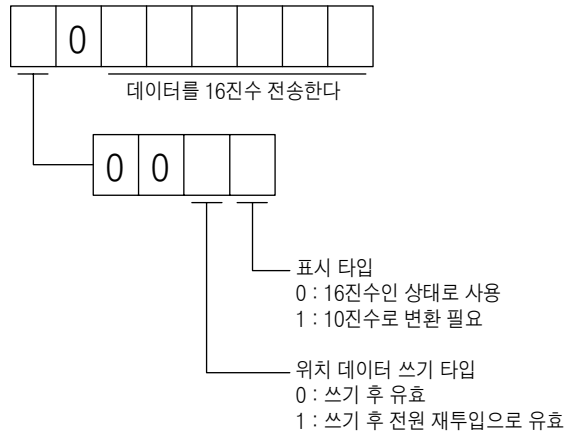 0
데이터를 16진수 전송한다
0 0
표시 타입
0 : 16진수인 상태로 사용
1 : 10진수로 변환 필요
위치 데이터 쓰기 타입
0 : 쓰기 후 유효
1 : 쓰기 후 전원 재투입으로 유효